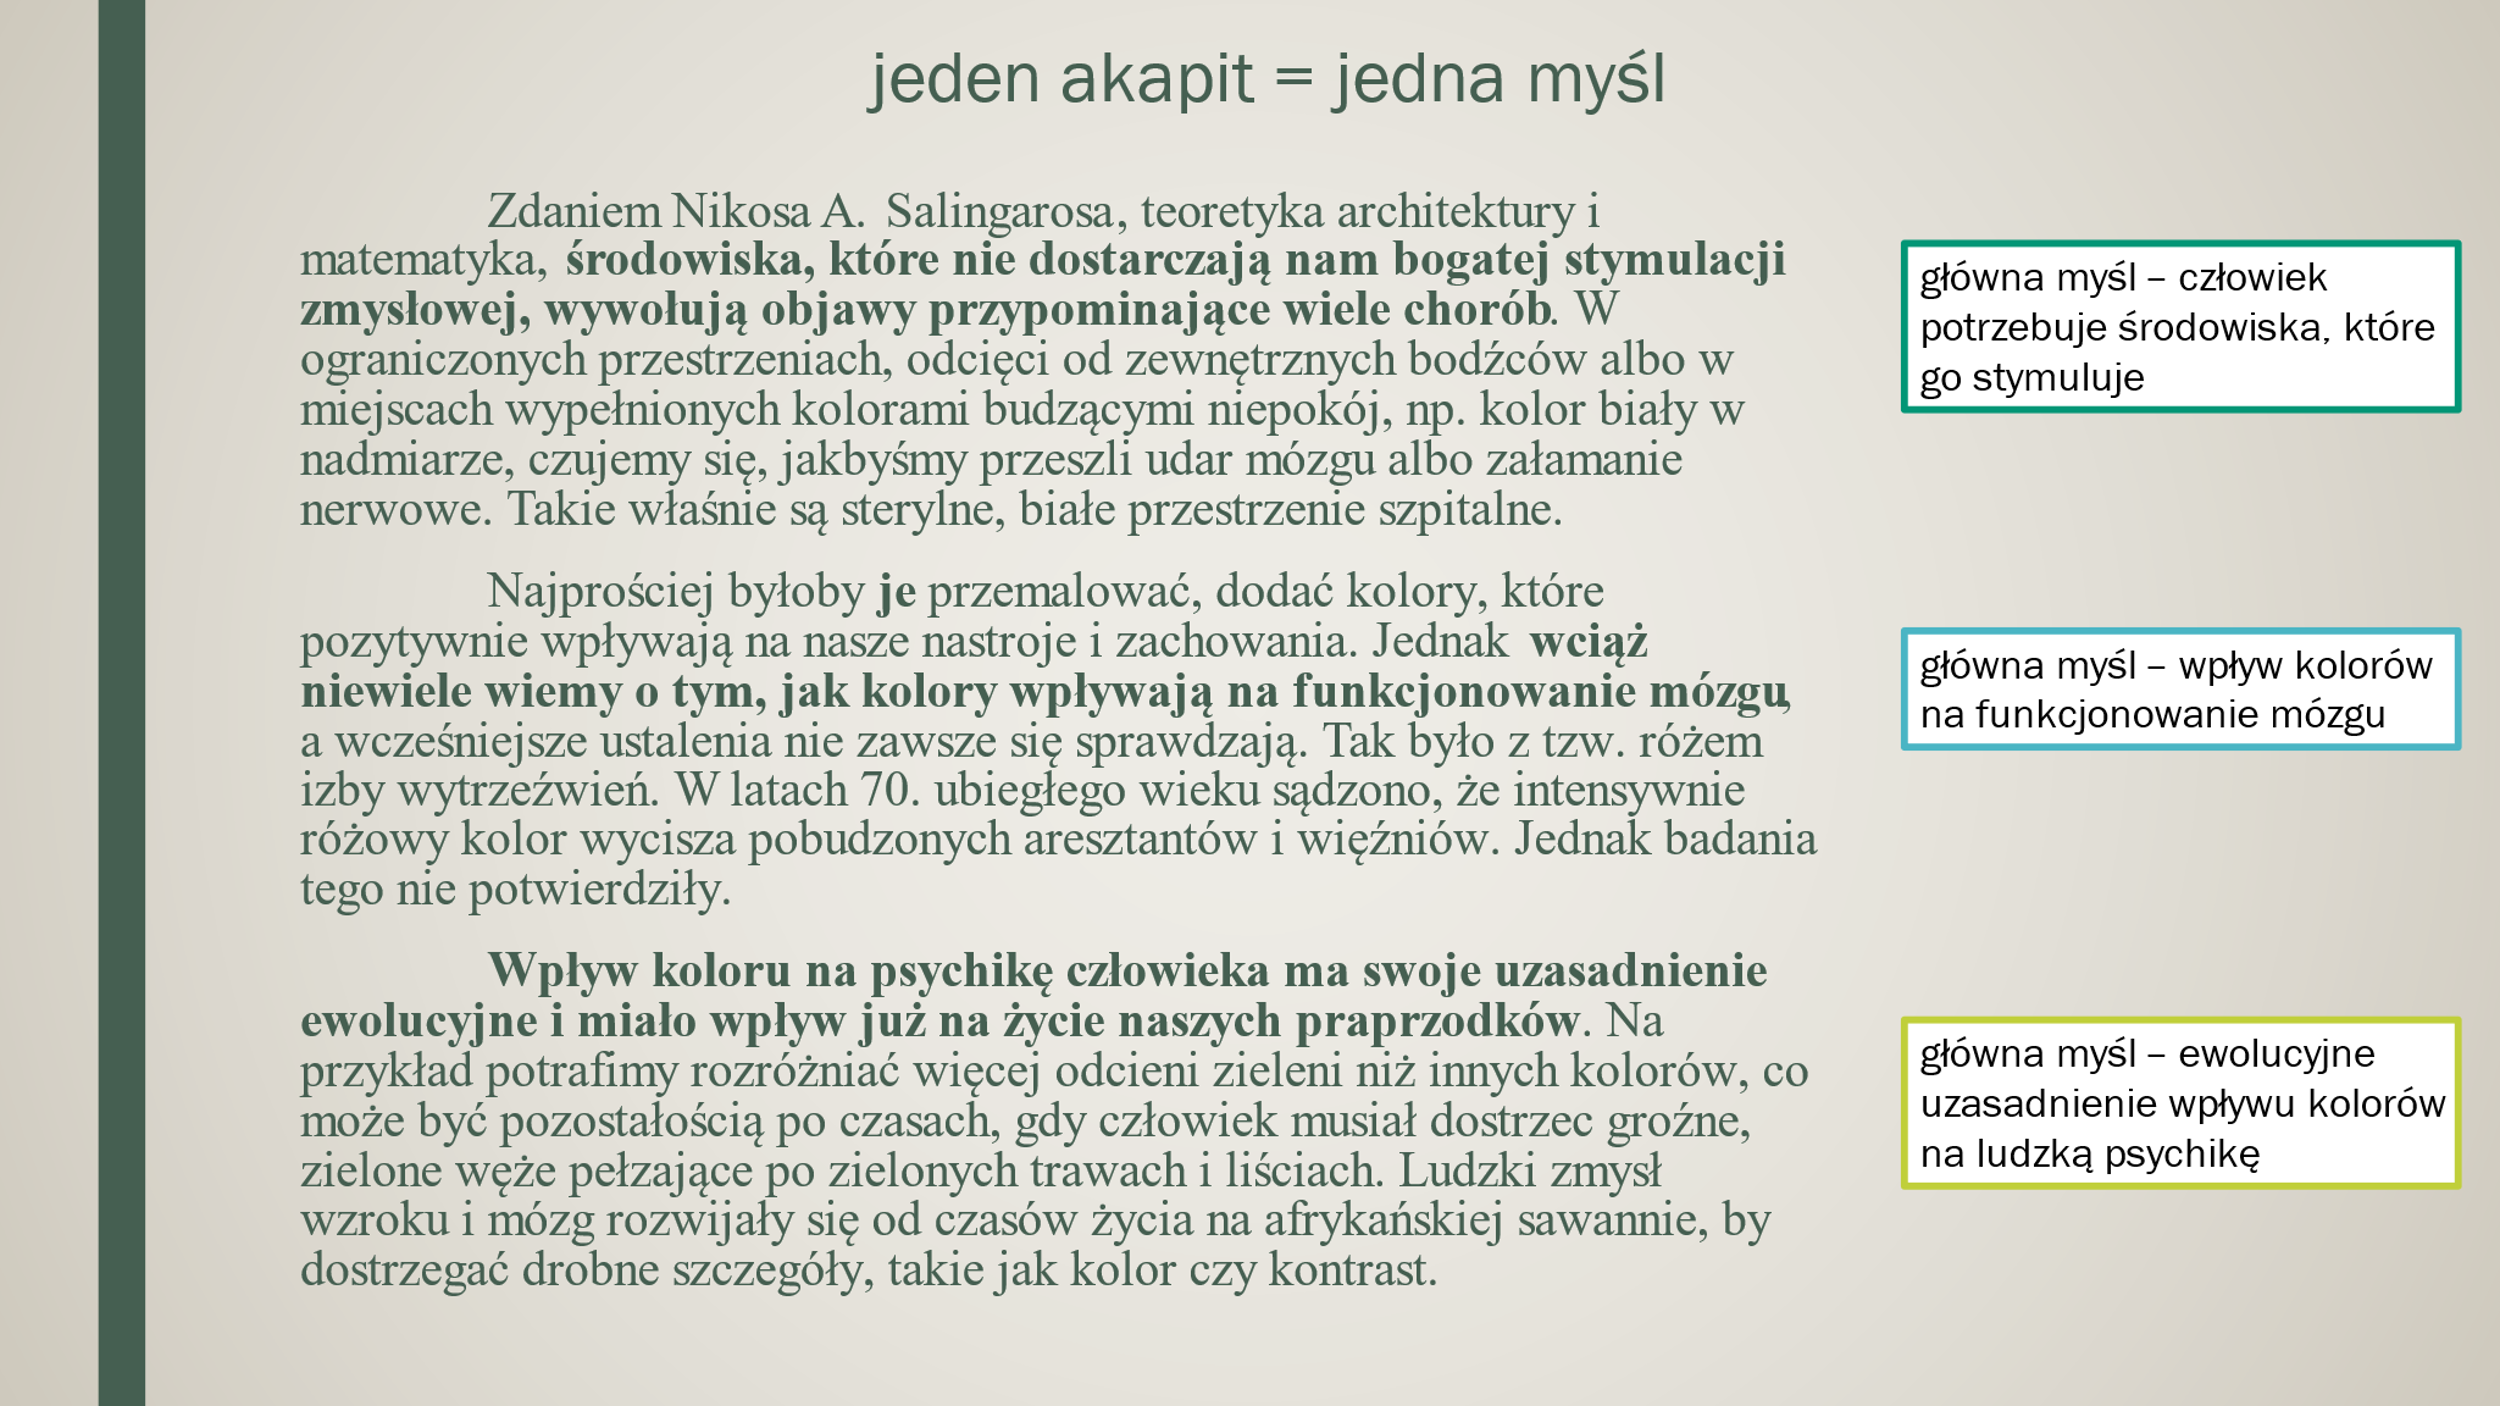 jeden akapit = jedna myśl
Zdaniem Nikosa A. Salingarosa, teoretyka architektury i
matematyka, środowiska, które nie dostarczają nam bogatej stymulacji
zmysłowej, wywołują objawy przypominające wiele chorób. W
ograniczonych przestrzeniach, odcięci od zewnętrznych bodźców albo w
miejscach wypełnionych kolorami budzącymi niepokój, np. kolor biały w
nadmiarze, czujemy się, jakbyśmy przeszli udar mózgu albo załamanie
nerwowe. Takie właśnie są sterylne, białe przestrzenie szpitalne.
główna myśl – człowiek
potrzebuje środowiska, które
go stymuluje
Najprościej byłoby je przemalować, dodać kolory, które
pozytywnie wpływają na nasze nastroje i zachowania. Jednak wciąż
niewiele wiemy o tym, jak kolory wpływają na funkcjonowanie mózgu,
a wcześniejsze ustalenia nie zawsze się sprawdzają. Tak było z tzw. różem
izby wytrzeźwień. W latach 70. ubiegłego wieku sądzono, że intensywnie
różowy kolor wycisza pobudzonych aresztantów i więźniów. Jednak badania
tego nie potwierdziły.
główna myśl – wpływ kolorów
na funkcjonowanie mózgu
Wpływ koloru na psychikę człowieka ma swoje uzasadnienie
ewolucyjne i miało wpływ już na życie naszych praprzodków. Na
przykład potrafimy rozróżniać więcej odcieni zieleni niż innych kolorów, co
może być pozostałością po czasach, gdy człowiek musiał dostrzec groźne,
zielone węże pełzające po zielonych trawach i liściach. Ludzki zmysł
wzroku i mózg rozwijały się od czasów życia na afrykańskiej sawannie, by
dostrzegać drobne szczegóły, takie jak kolor czy kontrast.
główna myśl – ewolucyjne
uzasadnienie wpływu kolorów
na ludzką psychikę